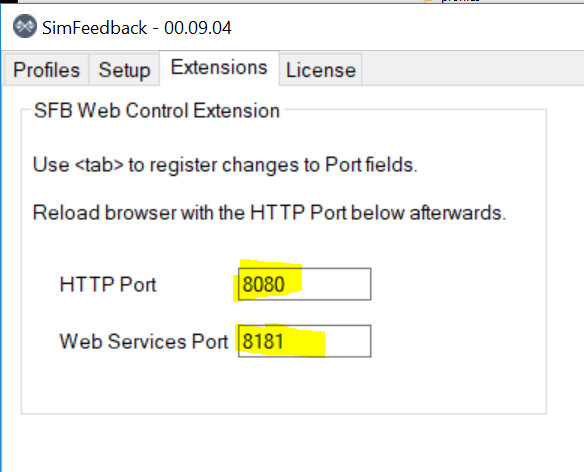 SimFeedback - 00.09.04
Profiles Setup Extensions License
SFB Web Control Extension
Use <tab> to register changes to Port fields.
Reload browser with the HTTP Port below afterwards.
HTTP Port 8080
Web Services Port 8181